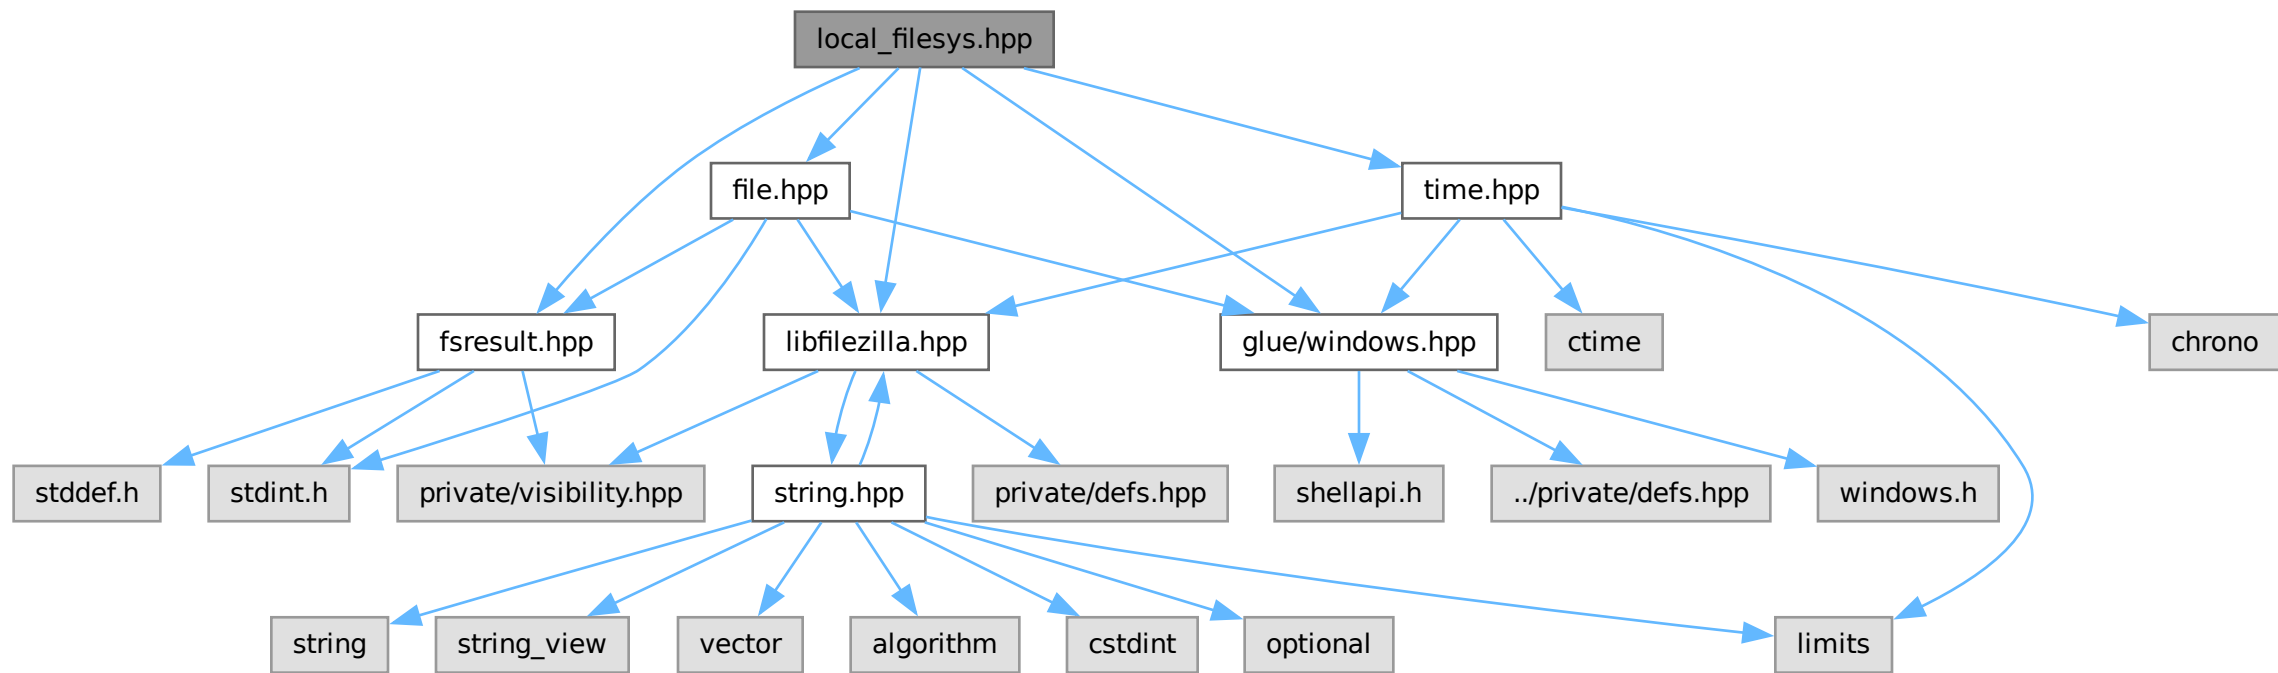 local_filesys.hpp
file.hpp
time.hpp
fsresult.hpp
libfilezilla.hpp
glue/windows.hpp
ctime
chrono
stddef.h
stdint.h
private/visibility.hpp
string.hpp
private/defs.hpp
shellapi.h
../private/defs.hpp
windows.h
string
string_view
vector
algorithm
cstdint
optional
limits